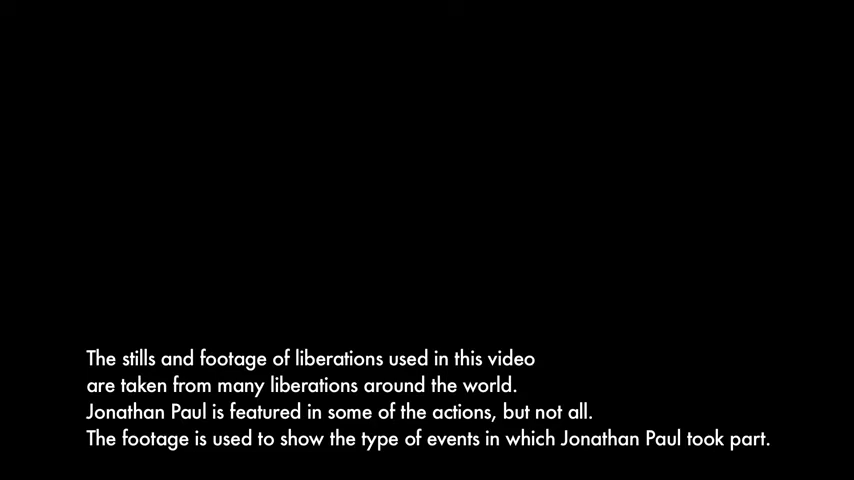 The stills and footage of liberations used in this video
are taken from many liberations around the world.
Jonathan Paul is featured in some of the actions, but not all.
The footage is used to show the type of events in which Jonathan Paul took part.